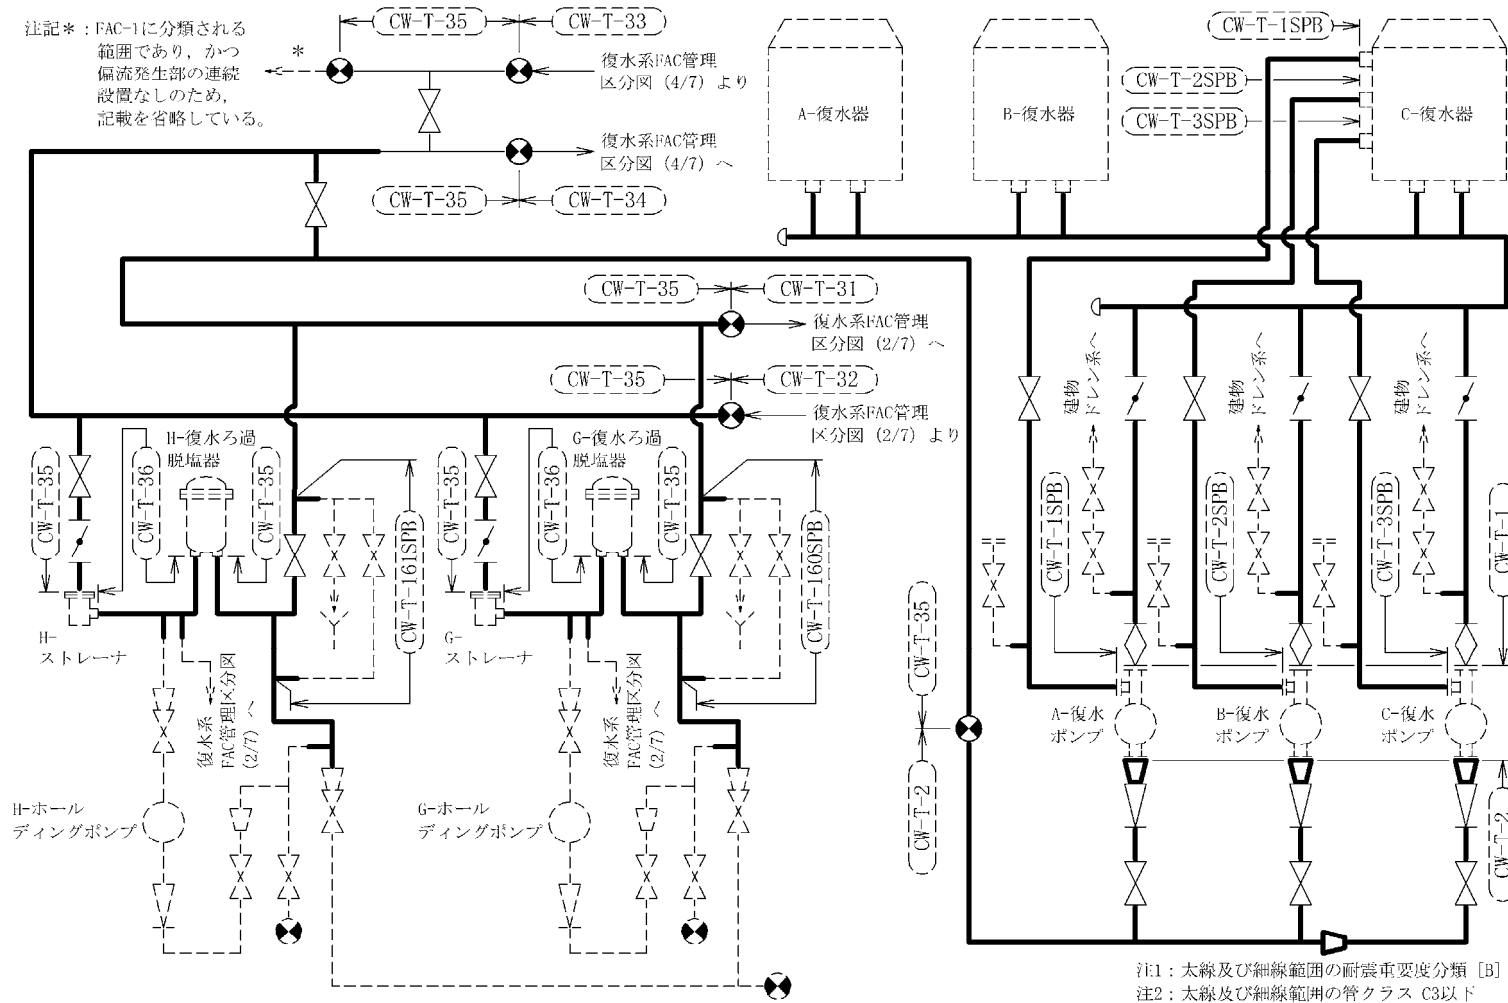 注記＊：FAC-1に分類される
範囲であり，かつ
偏流発生部の連続
設置なしのため，
記載を省略している。
＊
CW-T-35
CW-T-33
復水系FAC管理
区分図 (4/7) より
復水系FAC管理
区分図 (4/7) へ
CW-T-35
CW-T-34
A-復水器
B-復水器
C-復水器
CW-T-1SPB
CW-T-2SPB
CW-T-3SPB
CW-T-35
CW-T-31
復水系FAC管理
区分図 (2/7) へ
CW-T-35
CW-T-32
復水系FAC管理
区分図 (2/7) より
H-復水ろ過
脱塩器
CW-T-35
CW-T-36
CW-T-35
CW-T-161SPB
H-
ストレーナ
復水系
FAC管理区分図
(2/7) へ
H-ホール
ディングポンプ
G-復水ろ過
脱塩器
CW-T-35
CW-T-36
CW-T-35
CW-T-160SPB
G-
ストレーナ
復水系
FAC管理区分図
(2/7) へ
G-ホール
ディングポンプ
CW-T-35
CW-T-2
建物
ドレン系へ
建物
ドレン系へ
建物
ドレン系へ
CW-T-1SPB
CW-T-2SPB
CW-T-3SPB
CW-T-1
A-復水
ポンプ
B-復水
ポンプ
C-復水
ポンプ
CW-T-2
注1：太線及び細線範囲の耐震重要度分類 [B]
注2：太線及び細線範囲の管クラス C3以下